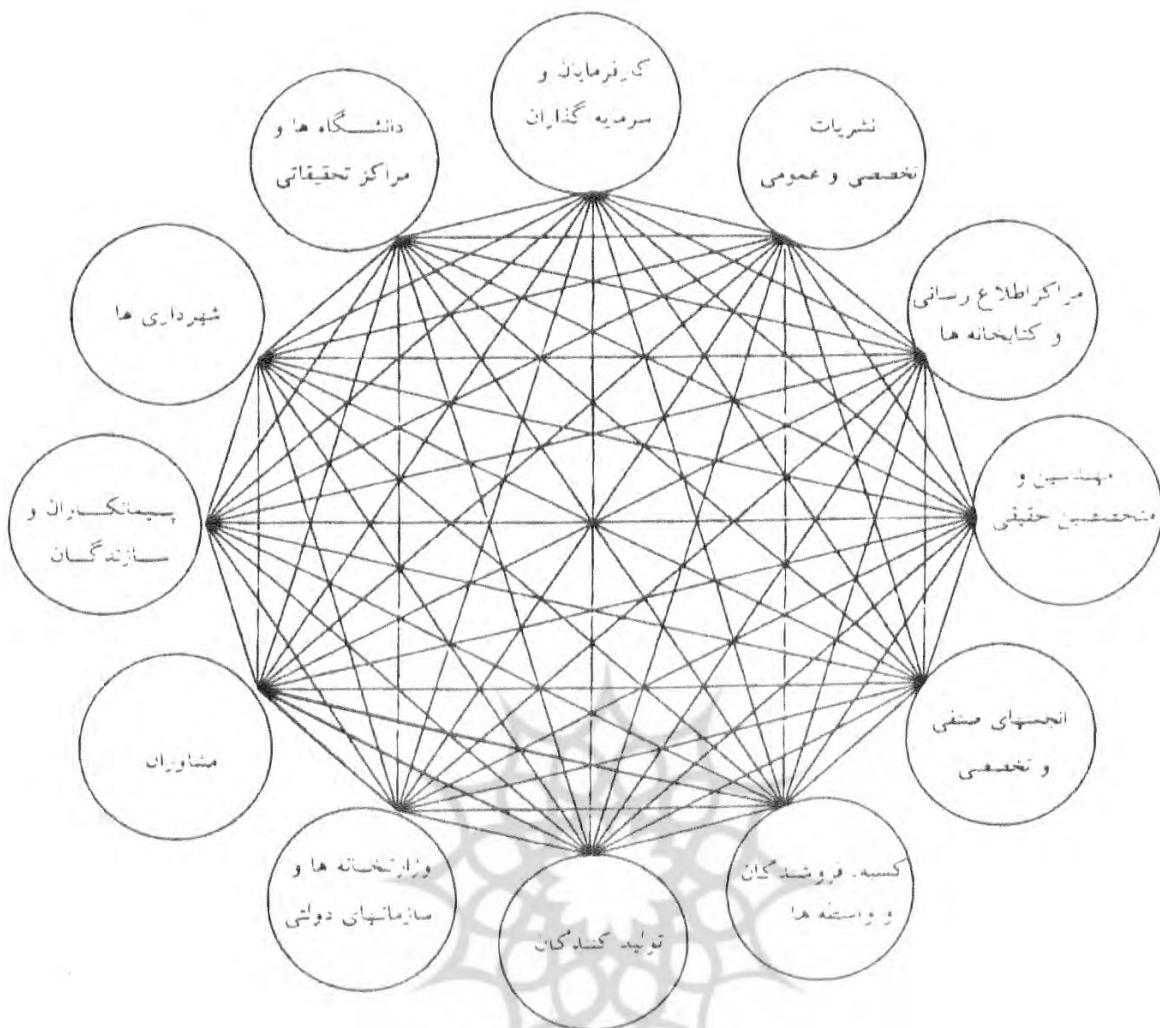 کارفرمایان و
سرمایه گذاران
نشریات
تخصصی و عمومی
مراکز اطلاع رسانی
و کتابخانه ها
مهندسین و
متخصصین حقیقی
انجمنهای صنفی
و تخصصی
کسبه، فروشندگان
و واسطه ها
تولید کنندگان
وزارتخانه ها و
سازمانهای دولتی
مشاوران
پیمانکاران و
سازندگان
شهرداری ها
دانشگاه ها و
مراکز تحقیقاتی